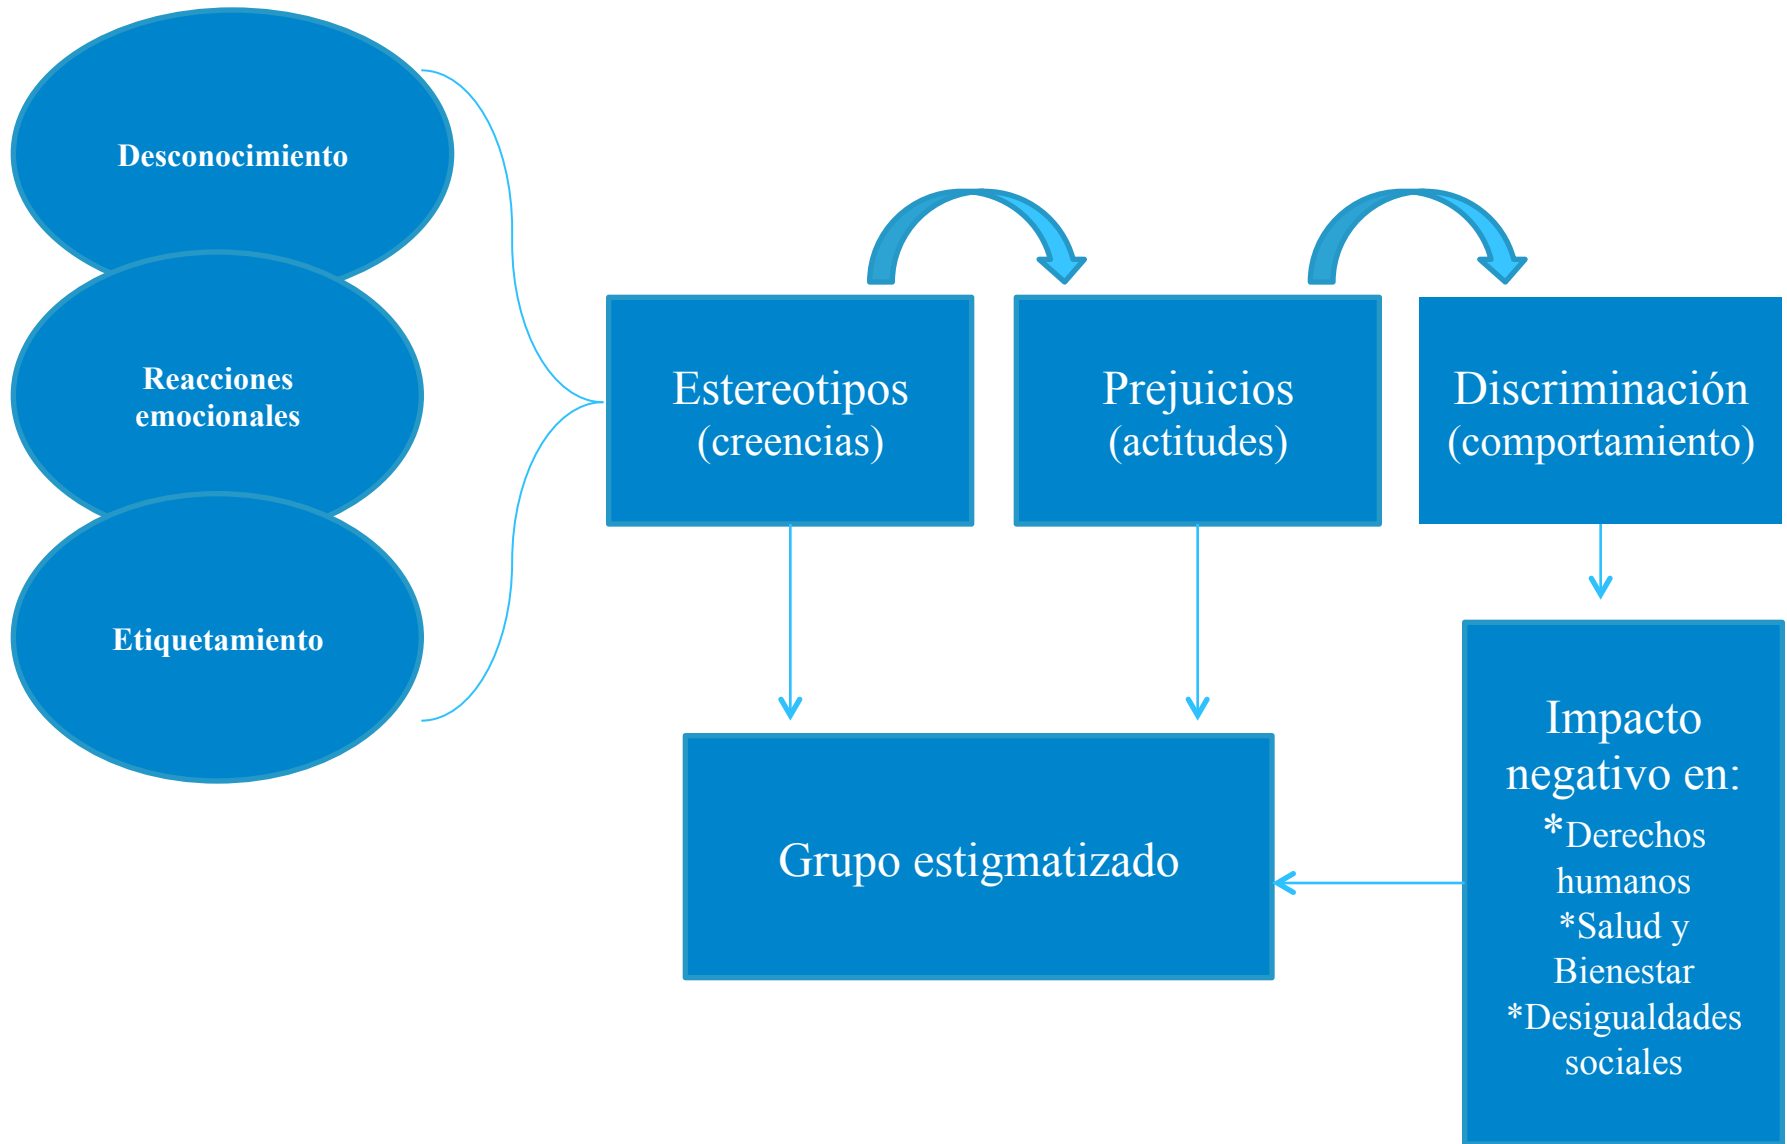 Desconocimiento
Reacciones
emocionales
Etiquetamiento
Estereotipos
(creencias)
Prejuicios
(actitudes)
Discriminación
(comportamiento)
Grupo estigmatizado
Impacto
negativo en:
*Derechos
humanos
*Salud y
Bienestar
*Desigualdades
sociales